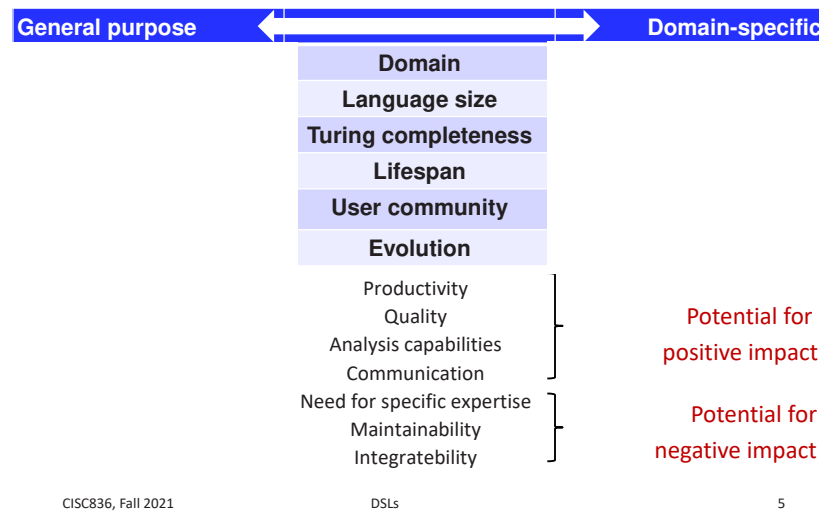 General purpose Domain-specific
Domain
Language size
Turing completeness
Lifespan
User community
Evolution
Productivity
Quality
Analysis capabilities
Communication
Potential for
positive impact
Need for specific expertise
Maintainability
Integratebility
Potential for
negative impact
CISC836, Fall 2021 DSLs 5